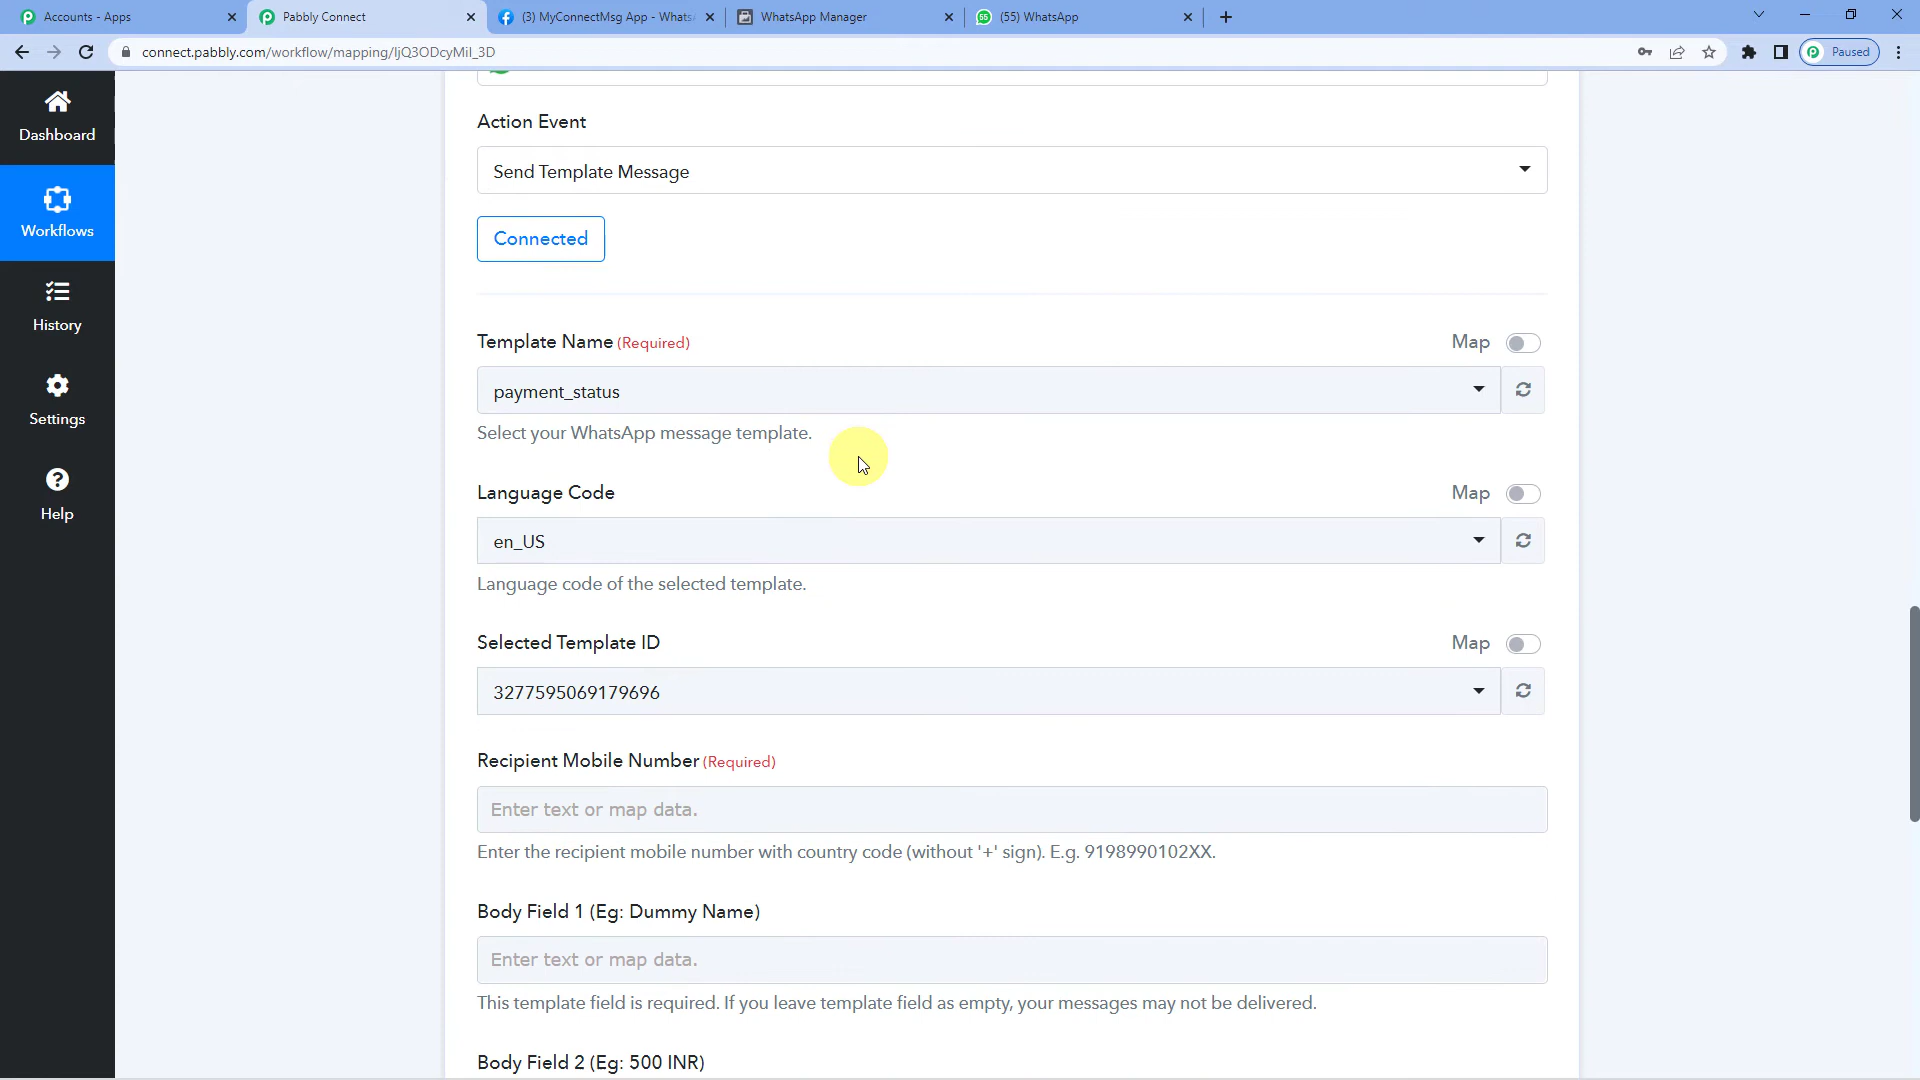 Accounts - Apps
Pabbly Connect
(3) MyConnectMsg App - Whats
WhatsApp Manager
(55) WhatsApp
connect.pabbly.com/workflow/mapping/IjQ3ODcyMiI_3D
Paused
Dashboard
Workflows
History
Settings
Help
Action Event
Send Template Message
Connected
Template Name (Required)
Map
payment_status
Select your WhatsApp message template.
Language Code
Map
en_US
Language code of the selected template.
Selected Template ID
Map
3277595069179696
Recipient Mobile Number (Required)
Enter text or map data.
Enter the recipient mobile number with country code (without '+' sign). E.g. 9198990102XX.
Body Field 1 (Eg: Dummy Name)
Enter text or map data.
This template field is required. If you leave template field as empty, your messages may not be delivered.
Body Field 2 (Eg: 500 INR)